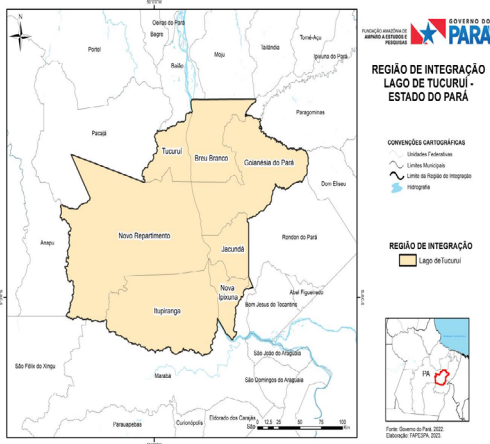 Oeiras do Pará
Bagre
Portel
Moju
Tailândia
Tomé-Açu
Ipixuna do Pará
Baião
Paragominas
Pacajá
Tucuruí
Breu Branco
Goianésia do Pará
Dom Eliseu
Novo Repartimento
Anapu
Jacundá
Rondon do Pará
Nova
Ipixuna
Abel Figueiredo
Bom Jesus do Tocantins
Itupiranga
São Félix do Xingu
Marabá
São João do Araguaia
São Domingos do Araguaia
Parauapebas
Curionópolis
Eldorado dos Carajás
São
0 12,5 25 50 75 100
FUNDAÇÃO AMAZÔNIA DE
AMPARO A ESTUDOS E
PESQUISAS
GOVERNO DO
PARÁ
REGIÃO DE INTEGRAÇÃO
LAGO DE TUCURUÍ -
ESTADO DO PARÁ
CONVENÇÕES CARTOGRÁFICAS
Unidades Federativas
Limites Municipais
Limite da Região de Integração
Hidrografia
REGIÃO DE INTEGRAÇÃO
Lago deTucuruí
PA
Fonte: Governo do Pará, 2022.
Elaboração: FAPESPA, 2023.